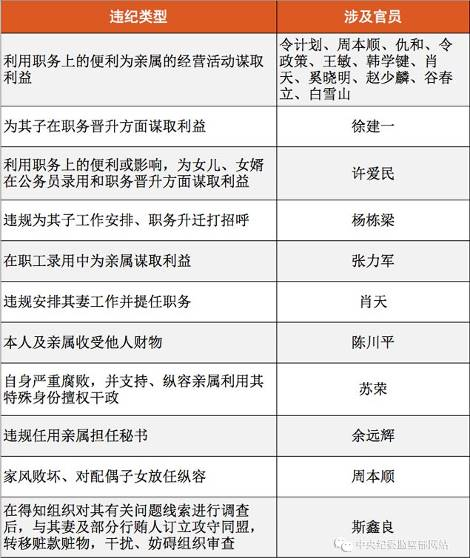 违纪类型
涉及官员
利用职务上的便利为亲属的经营活动谋取
利益
令计划、周本顺、仇和、令
政策、王敏、韩学键、肖
天、奚晓明、赵少麟、谷春
立、白雪山
为其子在职务晋升方面谋取利益
徐建一
利用职务上的便利或影响，为女儿、女婿
在公务员录用和职务晋升方面谋取利益
许爱民
违规为其子工作安排、职务升迁打招呼
杨栋梁
在职工录用中为亲属谋取利益
张力军
违规安排其妻工作并提任职务
肖天
本人及亲属收受他人财物
陈川平
自身严重腐败，并支持、纵容亲属利用其
特殊身份擅权干政
苏荣
违规任用亲属担任秘书
余远辉
家风败坏、对配偶子女放任纵容
周本顺
在得知组织对其有关问题线索进行调查
后，与其妻及部分行贿人订立攻守同盟，
转移赃款赃物，干扰、妨碍组织审查
斯鑫良
中央纪委监察部网站